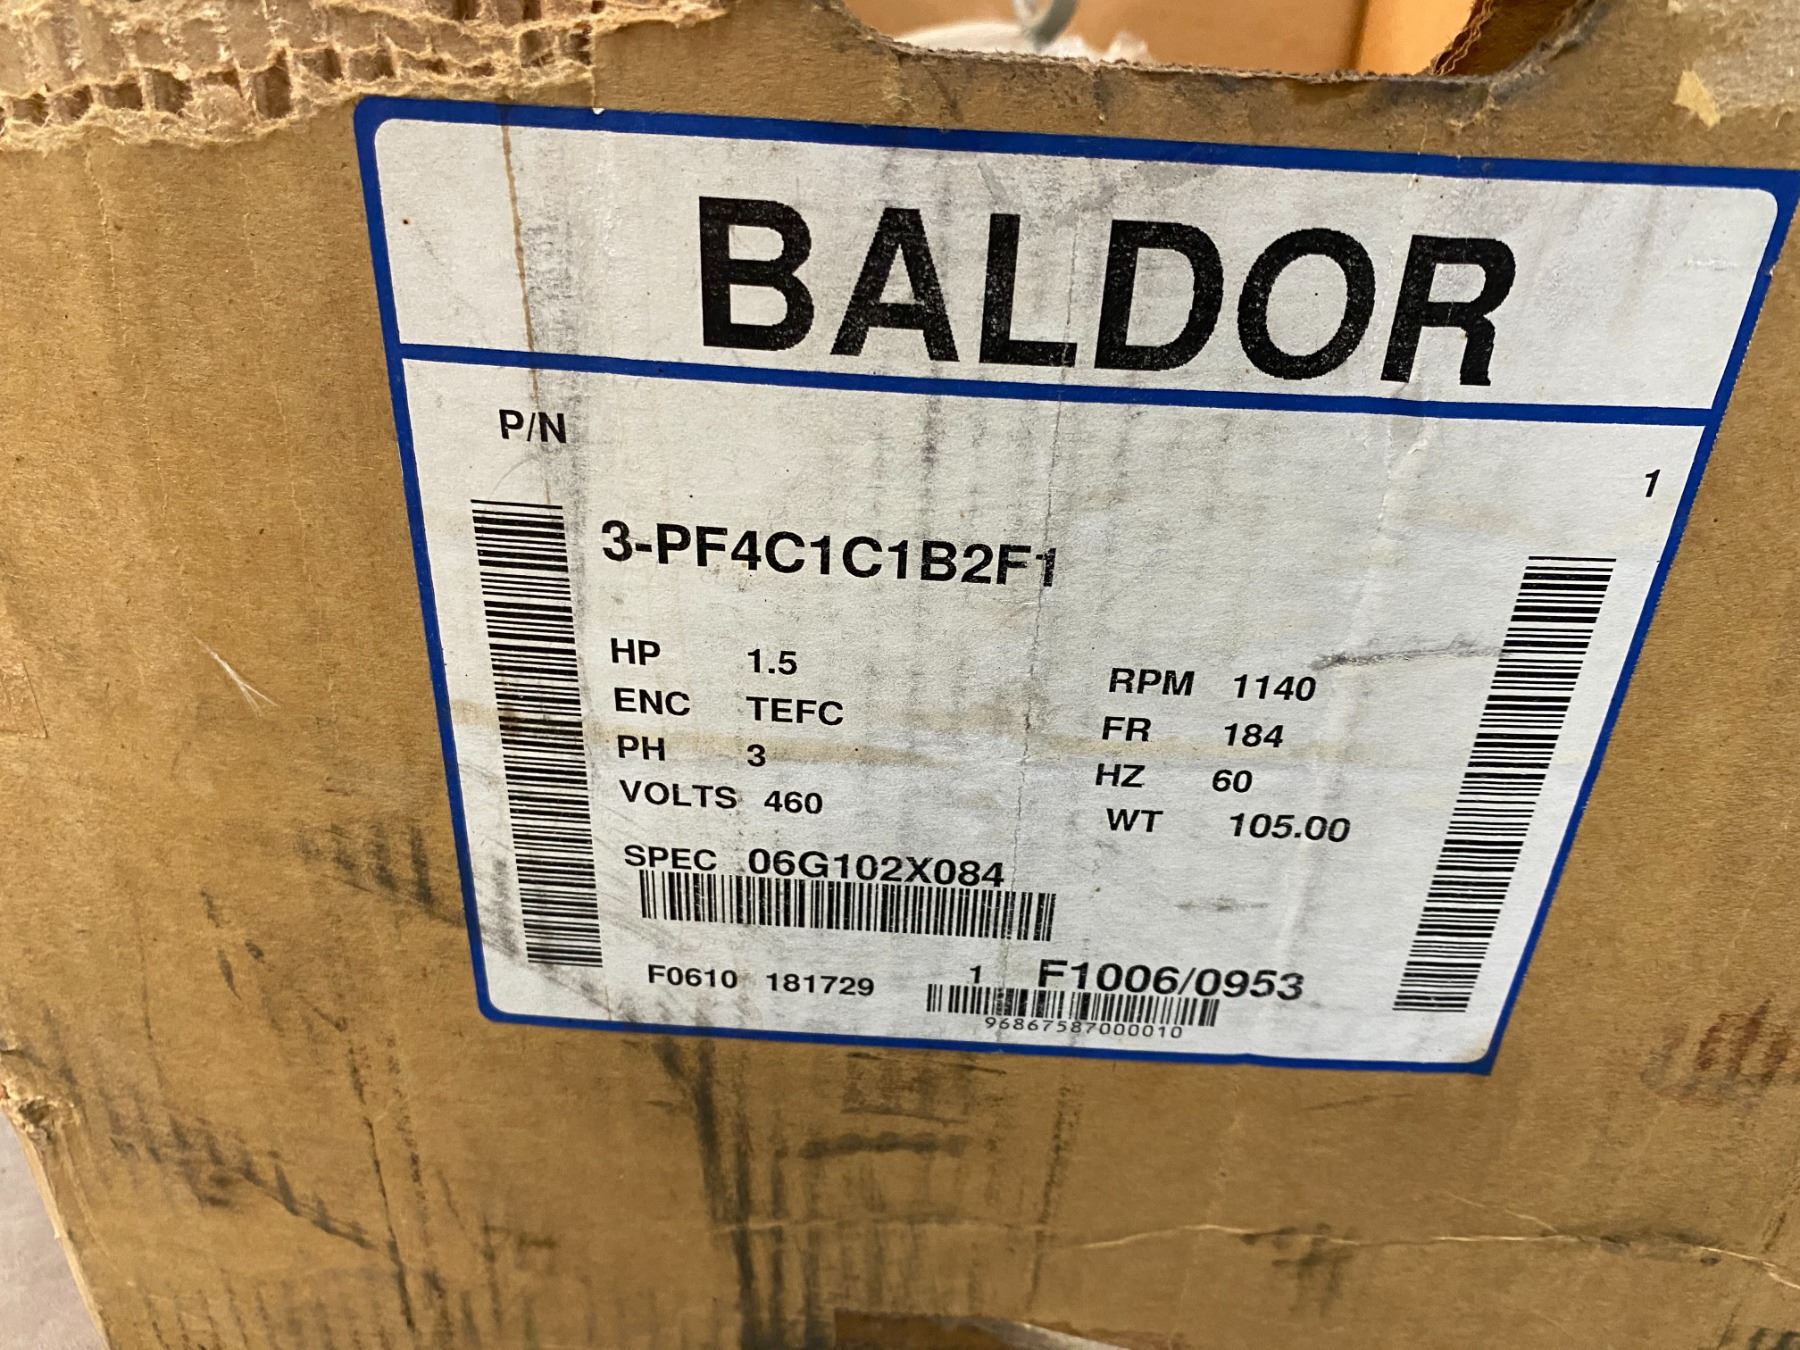 BALDOR
P/N
1
3-PF4C1C1B2F1
HP 1.5 RPM 1140
ENC TEFC FR 184
PH 3 HZ 60
VOLTS 460 WT 105.00
SPEC 06G102X084
F0610 181729 1 F1006/0953
96867587000010